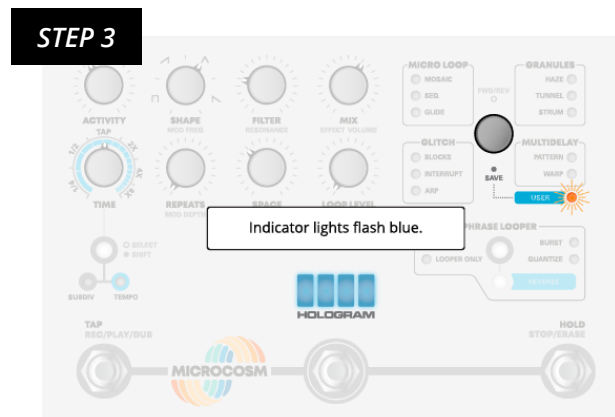 STEP 3
MICRO LOOP
GRANULES
MOSAIC
SEQ
GLIDE
FWD/REV
HAZE
TUNNEL
STRUM
ACTIVITY
SHAPE
MOD FREQ.
FILTER
RESONANCE
MIX
EFFECT VOLUME
TAP
1/2
2X
4X
1/4
8X
GLITCH
BLOCKS
INTERRUPT
ARP
SAVE
MULTIDELAY
PATTERN
WARP
USER
TIME
REPEATS
MOD DEPTH
SPACE
LOOP LEVEL
Indicator lights flash blue.
PHRASE LOOPER
SELECT
SHIFT
LOOPER ONLY
BURST
QUANTIZE
REVERSE
SUBDIV
TEMPO
HOLOGRAM
TAP
REC/PLAY/DUB
HOLD
STOP/ERASE
MICROCOSM